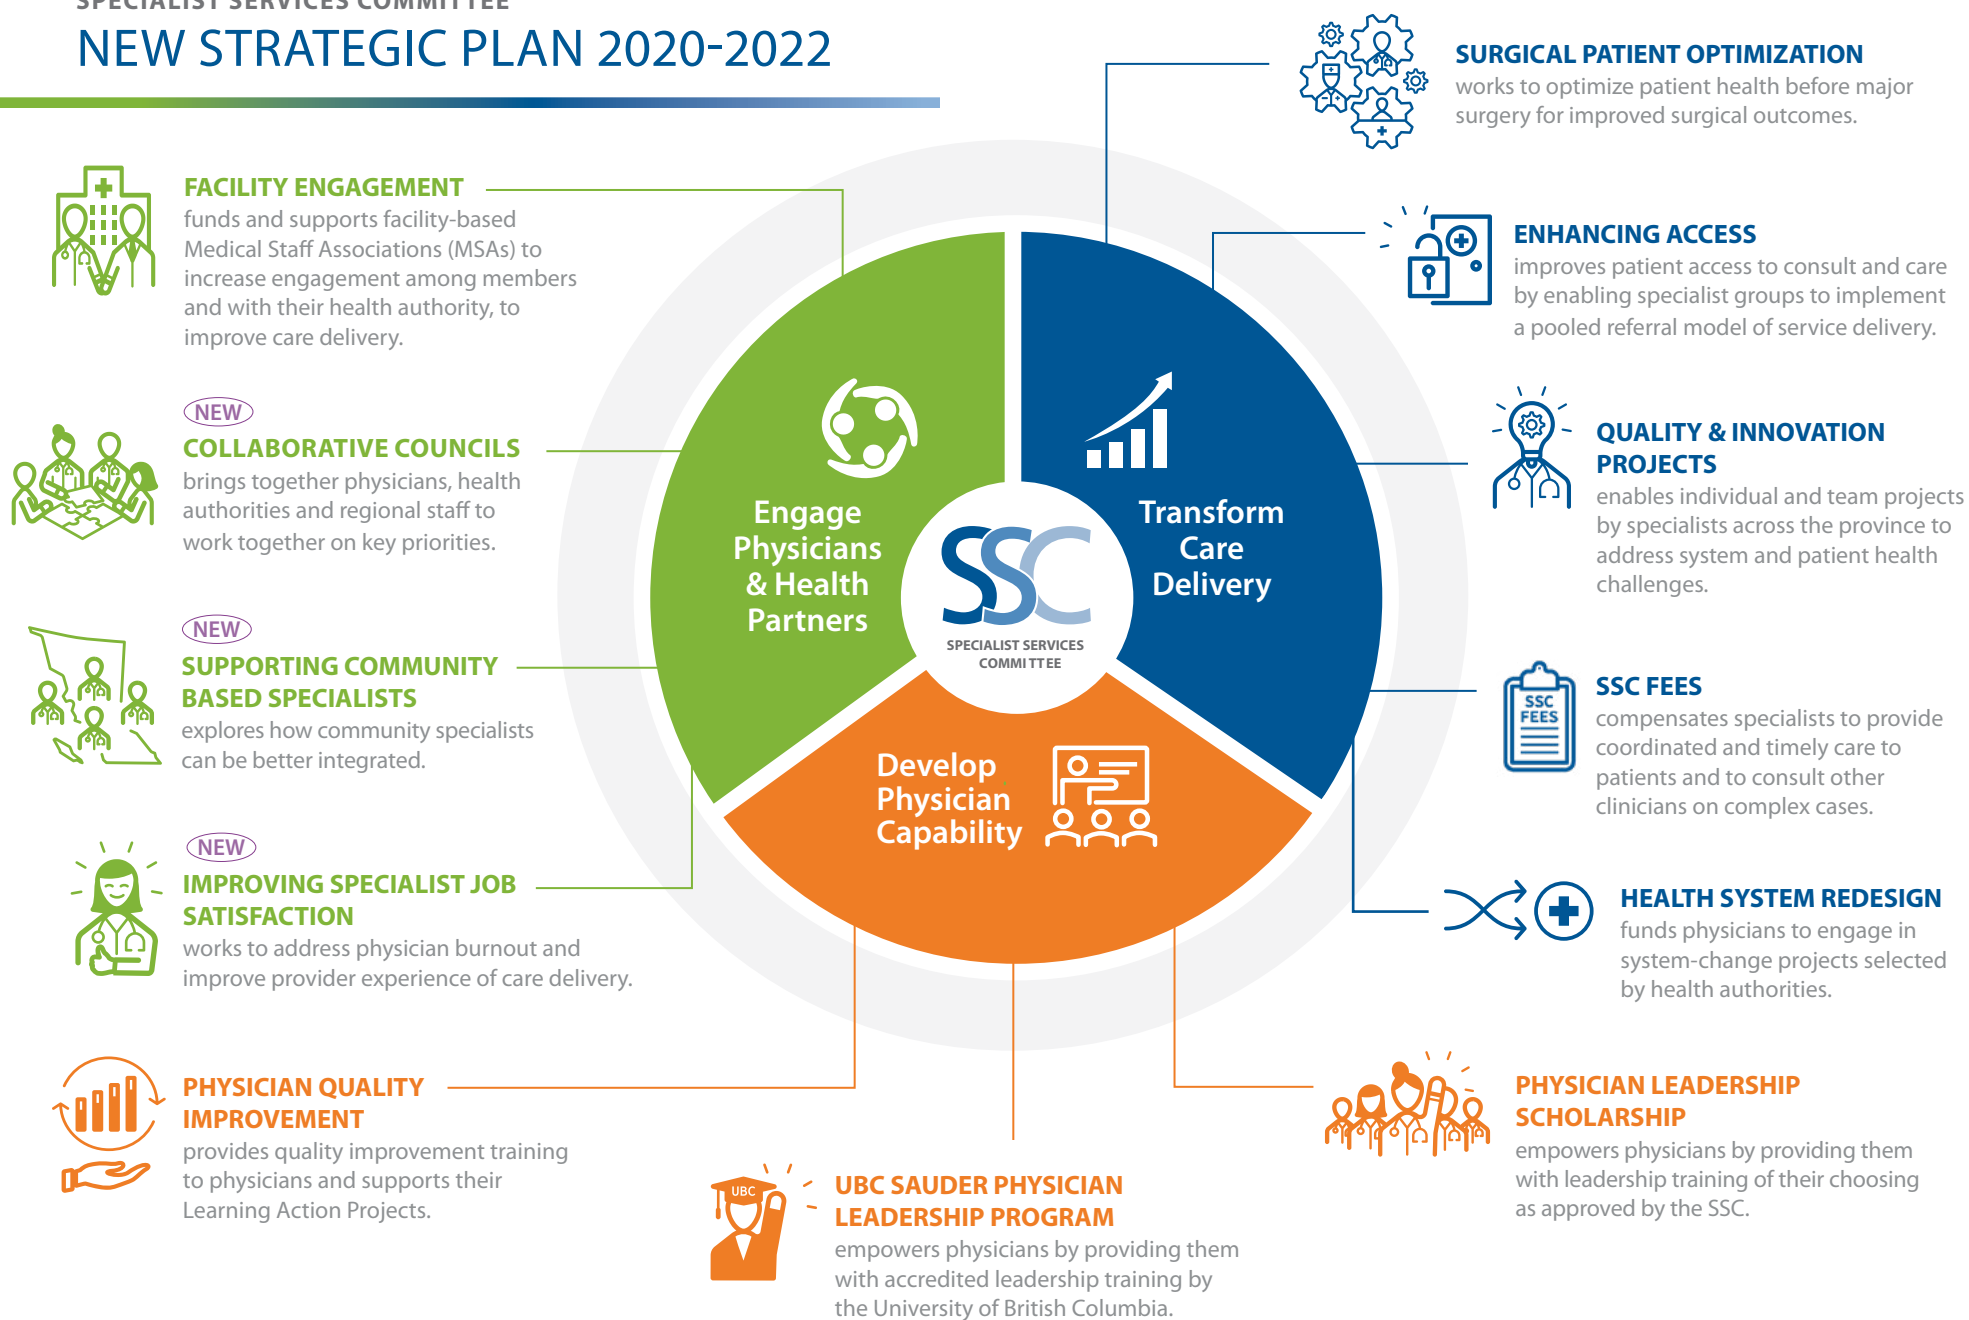 SPECIALIST SERVICES COMMITTEE
NEW STRATEGIC PLAN 2020-2022
FACILITY ENGAGEMENT
funds and supports facility-based
Medical Staff Associations (MSAs) to
increase engagement among members
and with their health authority, to
improve care delivery.
NEW
COLLABORATIVE COUNCILS
brings together physicians, health
authorities and regional staff to
work together on key priorities.
NEW
SUPPORTING COMMUNITY
BASED SPECIALISTS
explores how community specialists
can be better integrated.
NEW
IMPROVING SPECIALIST JOB
SATISFACTION
works to address physician burnout and
improve provider experience of care delivery.
PHYSICIAN QUALITY
IMPROVEMENT
provides quality improvement training
to physicians and supports their
Learning Action Projects.
Engage
Physicians
& Health
Partners
Transform
Care
Delivery
SSC
SPECIALIST SERVICES
COMMITTEE
Develop
Physician
Capability
UBC
UBC SAUDER PHYSICIAN
LEADERSHIP PROGRAM
empowers physicians by providing them
with accredited leadership training by
the University of British Columbia.
SURGICAL PATIENT OPTIMIZATION
works to optimize patient health before major
surgery for improved surgical outcomes.
ENHANCING ACCESS
improves patient access to consult and care
by enabling specialist groups to implement
a pooled referral model of service delivery.
QUALITY & INNOVATION
PROJECTS
enables individual and team projects
by specialists across the province to
address system and patient health
challenges.
SSC
FEES
SSC FEES
compensates specialists to provide
coordinated and timely care to
patients and to consult other
clinicians on complex cases.
HEALTH SYSTEM REDESIGN
funds physicians to engage in
system-change projects selected
by health authorities.
PHYSICIAN LEADERSHIP
SCHOLARSHIP
empowers physicians by providing them
with leadership training of their choosing
as approved by the SSC.